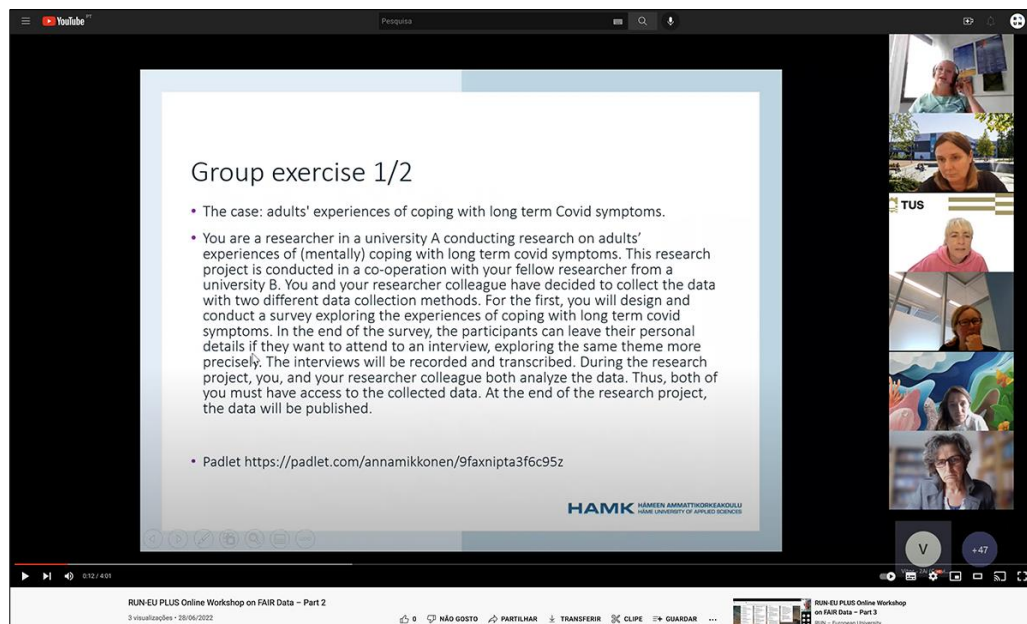 YouTube PT
Pesquisa
Group exercise 1/2
• The case: adults' experiences of coping with long term Covid symptoms.
• You are a researcher in a university A conducting research on adults'
experiences of (mentally) coping with long term covid symptoms. This research
project is conducted in a co-operation with your fellow researcher from a
university B. You and your researcher colleague have decided to collect the data
with two different data collection methods. For the first, you will design and
conduct a survey exploring the experiences of coping with long term covid
symptoms. In the end of the survey, the participants can leave their personal
details if they want to attend to an interview, exploring the same theme more
precisely. The interviews will be recorded and transcribed. During the research
project, you, and your researcher colleague both analyze the data. Thus, both of
you must have access to the collected data. At the end of the research project,
the data will be published.
• Padlet https://padlet.com/annamikkonen/9faxnipta3f6c95z
HAMK HÄMEEN AMMATTIKORKEAKOULU
HÄME UNIVERSITY OF APPLIED SCIENCES
TUS
V
+47
0:12 / 4:01
RUN-EU PLUS Online Workshop on FAIR Data – Part 2
3 visualizações • 28/06/2022
0
NÃO GOSTO
PARTILHAR
TRANSFERIR
CLIPE
GUARDAR
RUN-EU PLUS Online Workshop
on FAIR Data – Part 3
RUN – European University